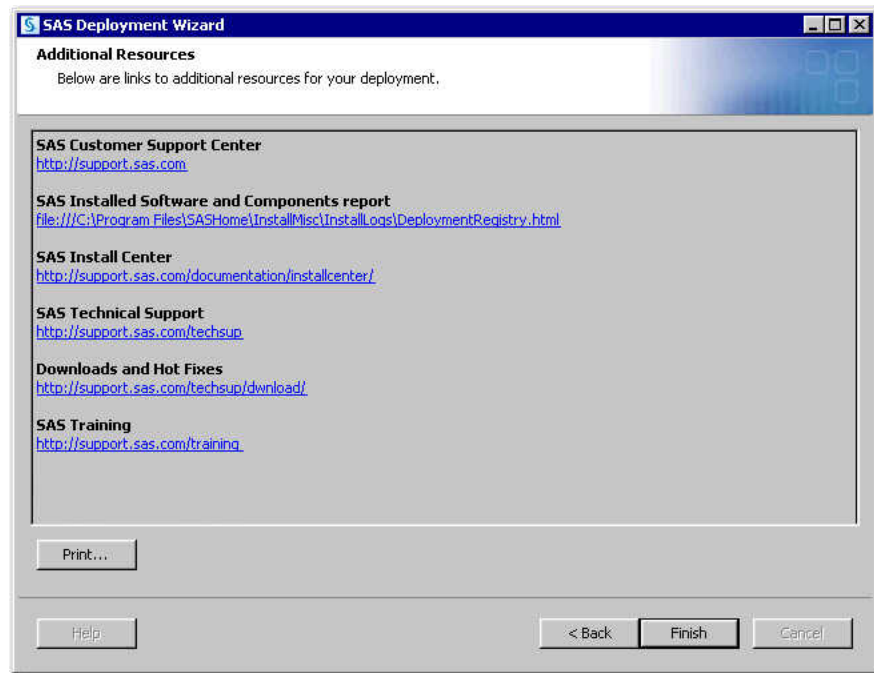 SAS Deployment Wizard
Additional Resources
Below are links to additional resources for your deployment.
SAS Customer Support Center
http://support.sas.com
SAS Installed Software and Components report
file:///C:\Program Files\SASHome\InstallMisc\InstallLogs\DeploymentRegistry.html
SAS Install Center
http://support.sas.com/documentation/installcenter/
SAS Technical Support
http://support.sas.com/techsup
Downloads and Hot Fixes
http://support.sas.com/techsup/dwnload/
SAS Training
http://support.sas.com/training
Print...
Help
< Back
Finish
Cancel